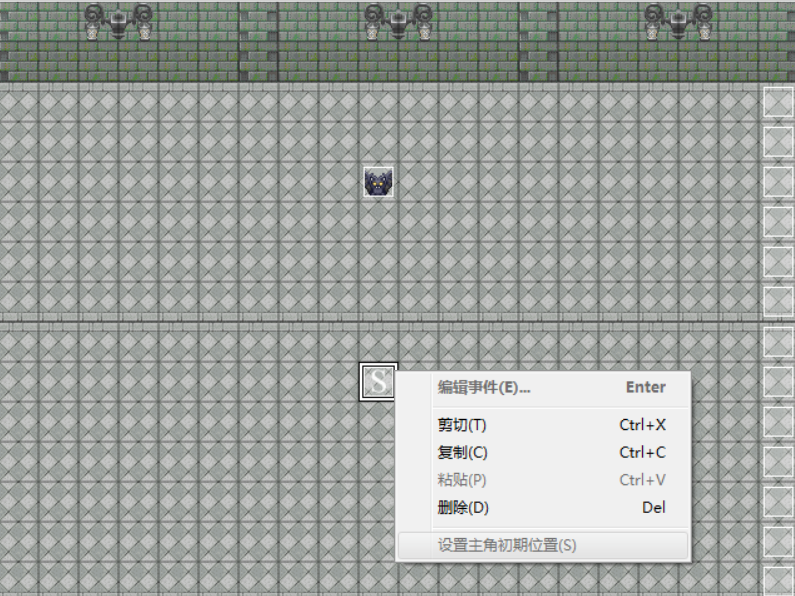 S
编辑事件(E)... Enter
剪切(T) Ctrl+X
复制(C) Ctrl+C
粘贴(P) Ctrl+V
删除(D) Del
设置主角初期位置(S)